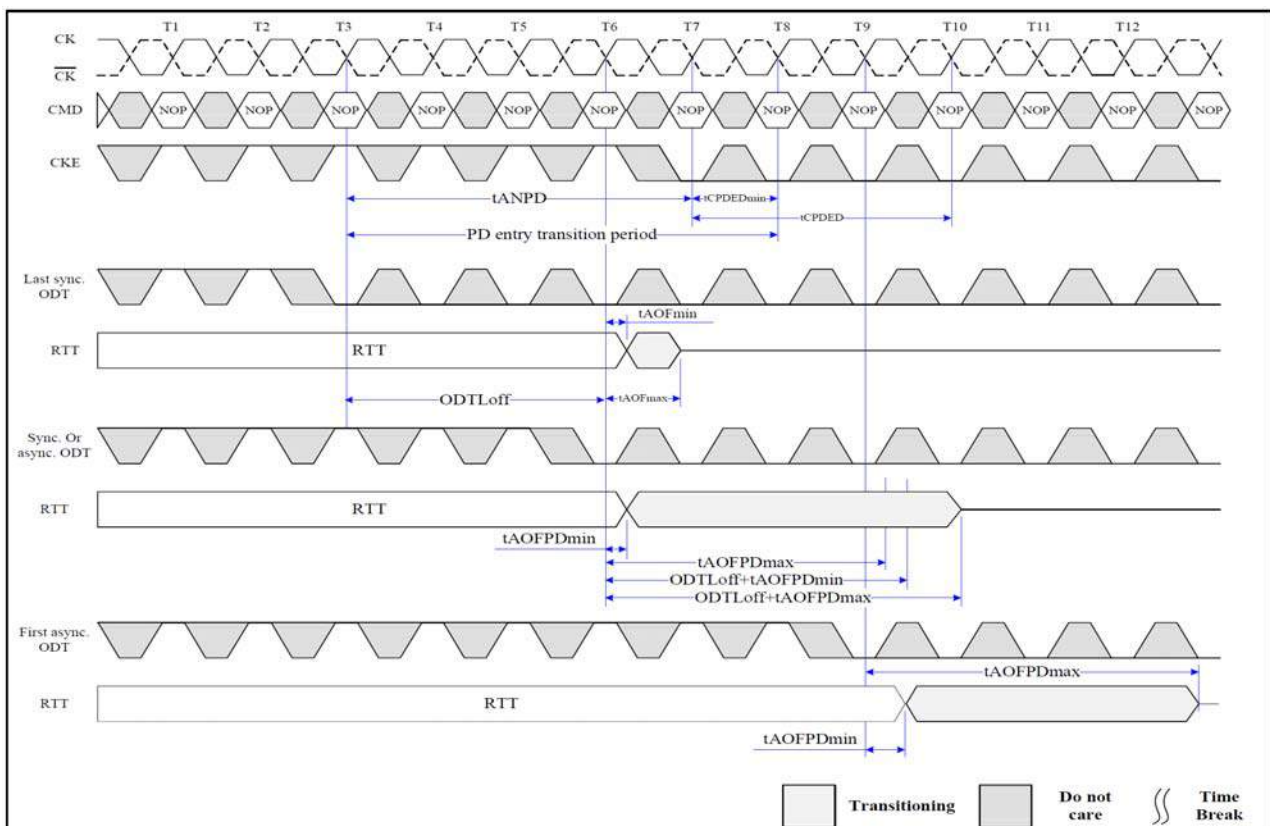 T1 T2 T3 T4 T5 T6 T7 T8 T9 T10 T11 T12
CK
CK
CMD NOP NOP NOP NOP NOP NOP NOP NOP NOP NOP NOP NOP NOP
CKE
tANPD tCPDEDmin
tCPDED
PD entry transition period
Last sync.
ODT
tAOFmin
RTT RTT
ODTLoff tAOFmax
Sync. Or
async. ODT
RTT RTT
tAOFPDmin
tAOFPDmax
ODTLoff+tAOFPDmin
ODTLoff+tAOFPDmax
First async.
ODT
tAOFPDmax
RTT RTT
tAOFPDmin
Transitioning Do not care Time Break